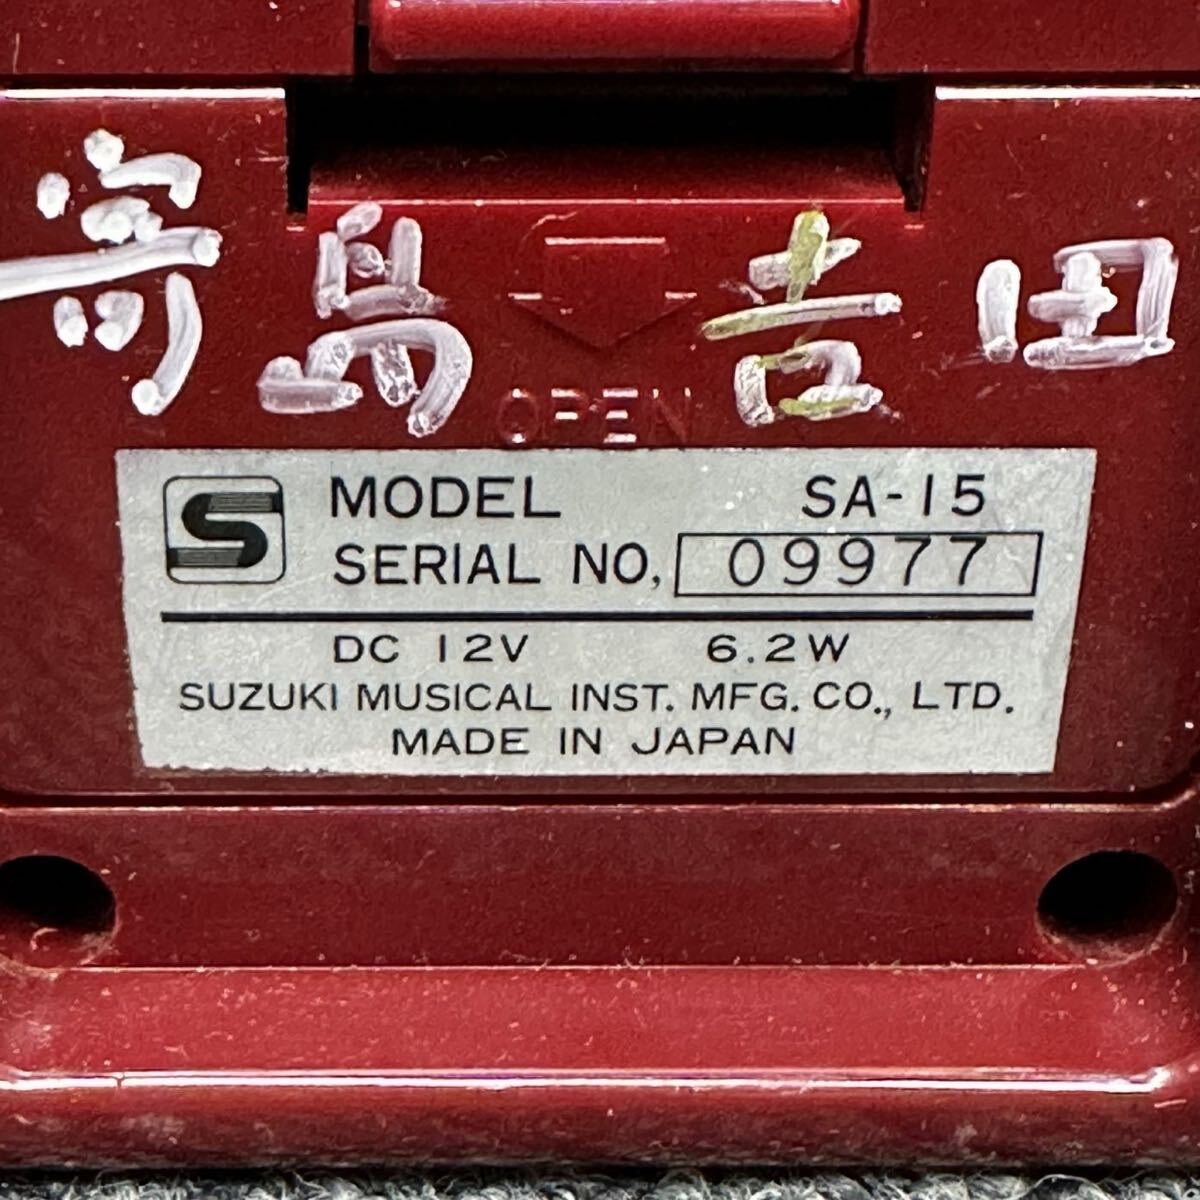 寄島吉田
OPEN
MODEL SA-15
SERIAL NO, 09977
DC 12V 6.2W
SUZUKI MUSICAL INST. MFG. CO., LTD.
MADE IN JAPAN